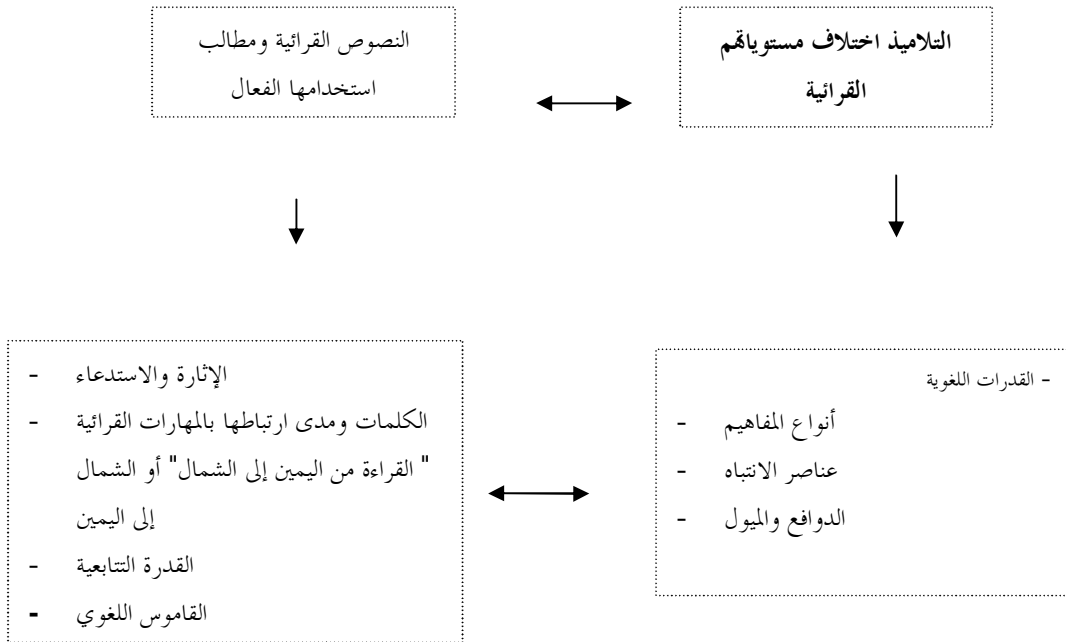 التلاميذ اختلاف مستوياتهم
القرائية
النصوص القرائية ومطالب
استخدامها الفعال
- القدرات اللغوية
أنواع المفاهيم -
عناصر الانتباه -
الدوافع والميول -
الإثارة والاستدعاء -
الكلمات ومدى ارتباطها بالمهارات القرائية -
" القراءة من اليمين إلى الشمال" أو الشمال
إلى اليمين
القدرة التتابعية -
القاموس اللغوي -